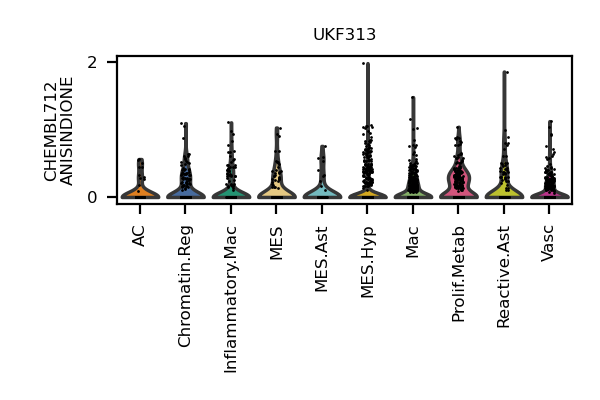 UKF313
CHEMBL712
ANISINDIONE
2
0
AC
Chromatin.Reg
Inflammatory.Mac
MES
MES.Ast
MES.Hyp
Mac
Prolif.Metab
Reactive.Ast
Vasc